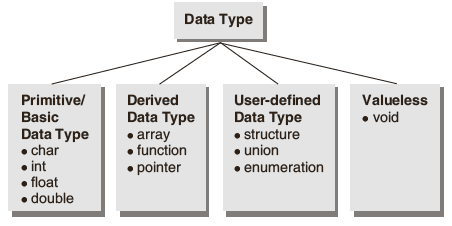 Data Type
Primitive/
Basic
Data Type
• char
• int
• float
• double
Derived
Data Type
• array
• function
• pointer
User-defined
Data Type
• structure
• union
• enumeration
Valueless
• void